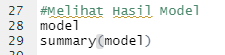 27 #Melihat Hasil Model
28 model
29 summary(model)